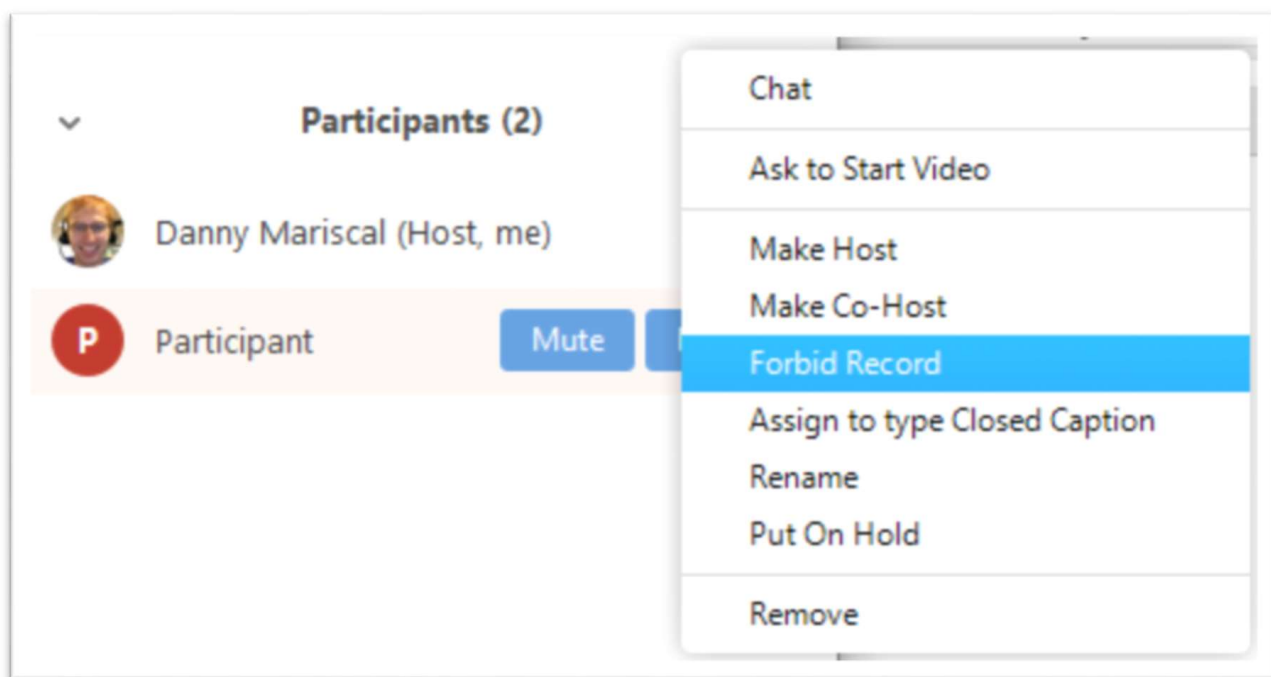 Participants (2)
Danny Mariscal (Host, me)
P
Participant
Mute
Chat
Ask to Start Video
Make Host
Make Co-Host
Forbid Record
Assign to type Closed Caption
Rename
Put On Hold
Remove